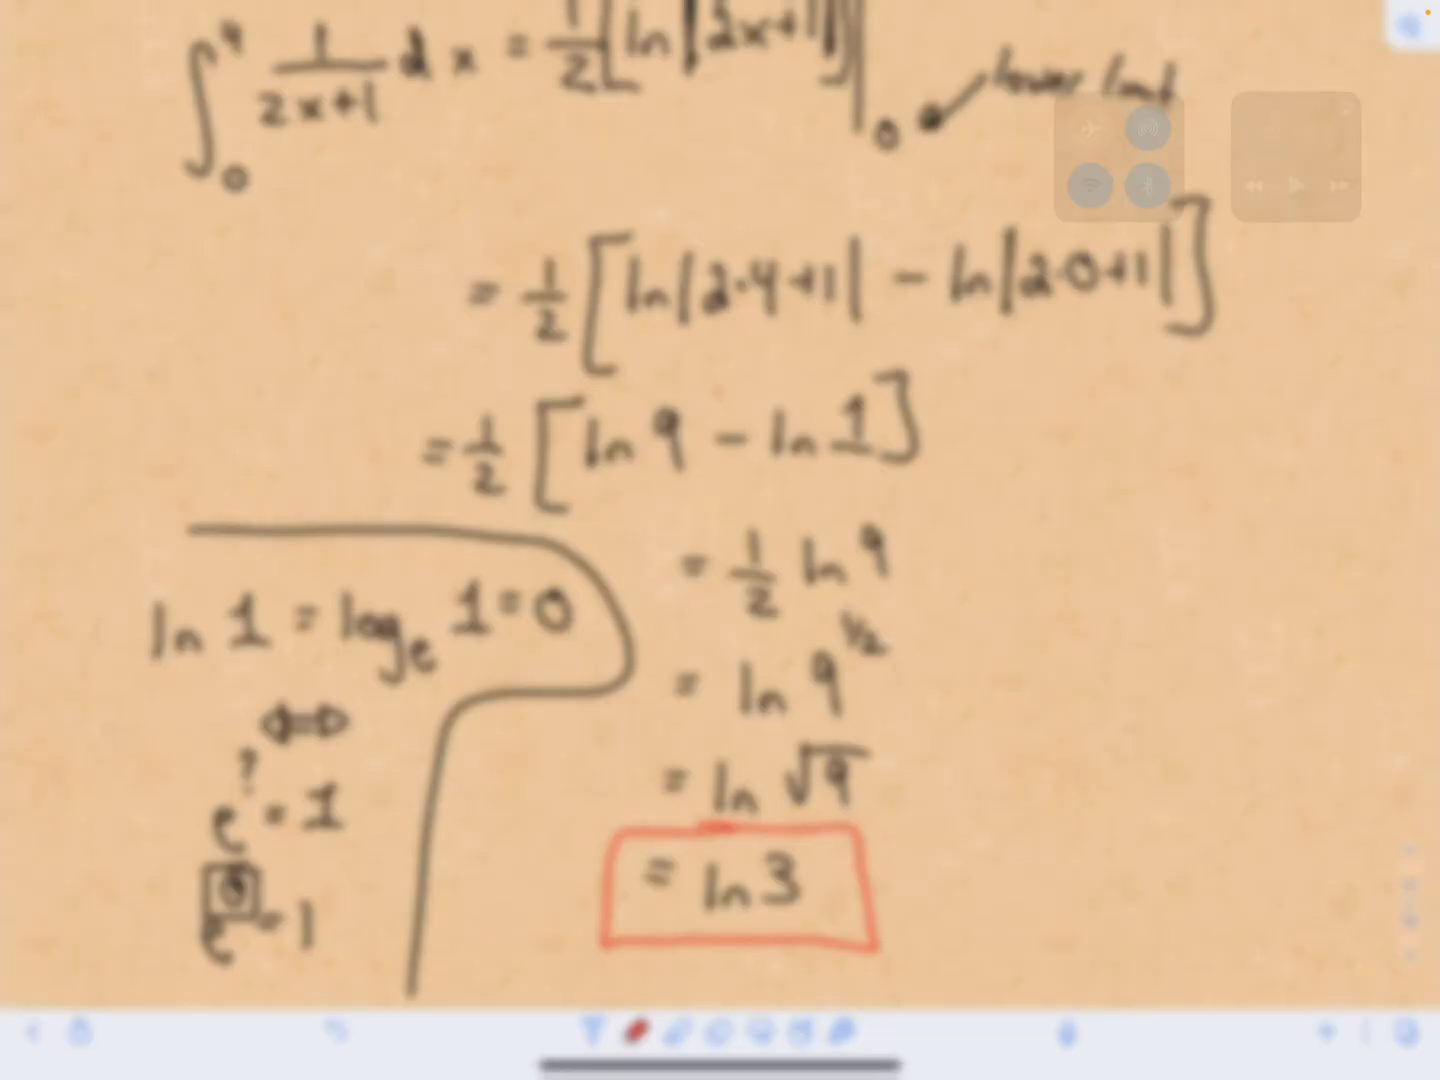 ∫₀⁴ 1/(2x+1) dx = 1/2 [ln|2x+1|] |₀ lower limit
= 1/2 [ln|2·4+1| − ln|2·0+1|]
= 1/2 [ln 9 − ln 1]
= 1/2 ln 9
= ln 9^1/2
= ln √9
= ln 3
ln 1 = logₑ 1 = 0
⇔
e^? = 1
e^0 = 1